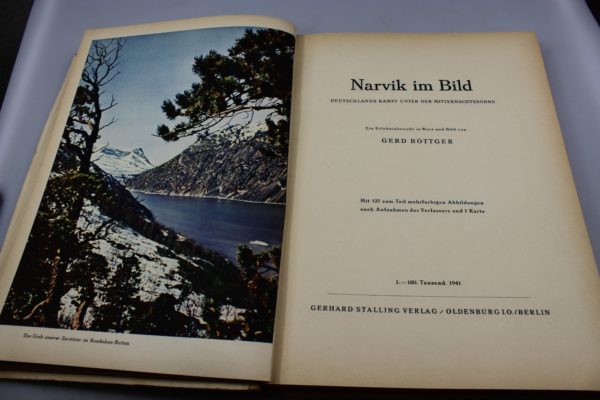 Das Grab unserer Zerstörer im Rombaken-Botten
Narvik im Bild
DEUTSCHLANDS KAMPF UNTER DER MITTERNACHTSSONNE
Ein Erlebnisbericht in Wort und Bild von
GERD BÖTTGER
Mit 127 zum Teil mehrfarbigen Abbildungen
nach Aufnahmen des Verfassers und 1 Karte
1.—100. Tausend. 1941
GERHARD STALLING VERLAG / OLDENBURG I.O./BERLIN